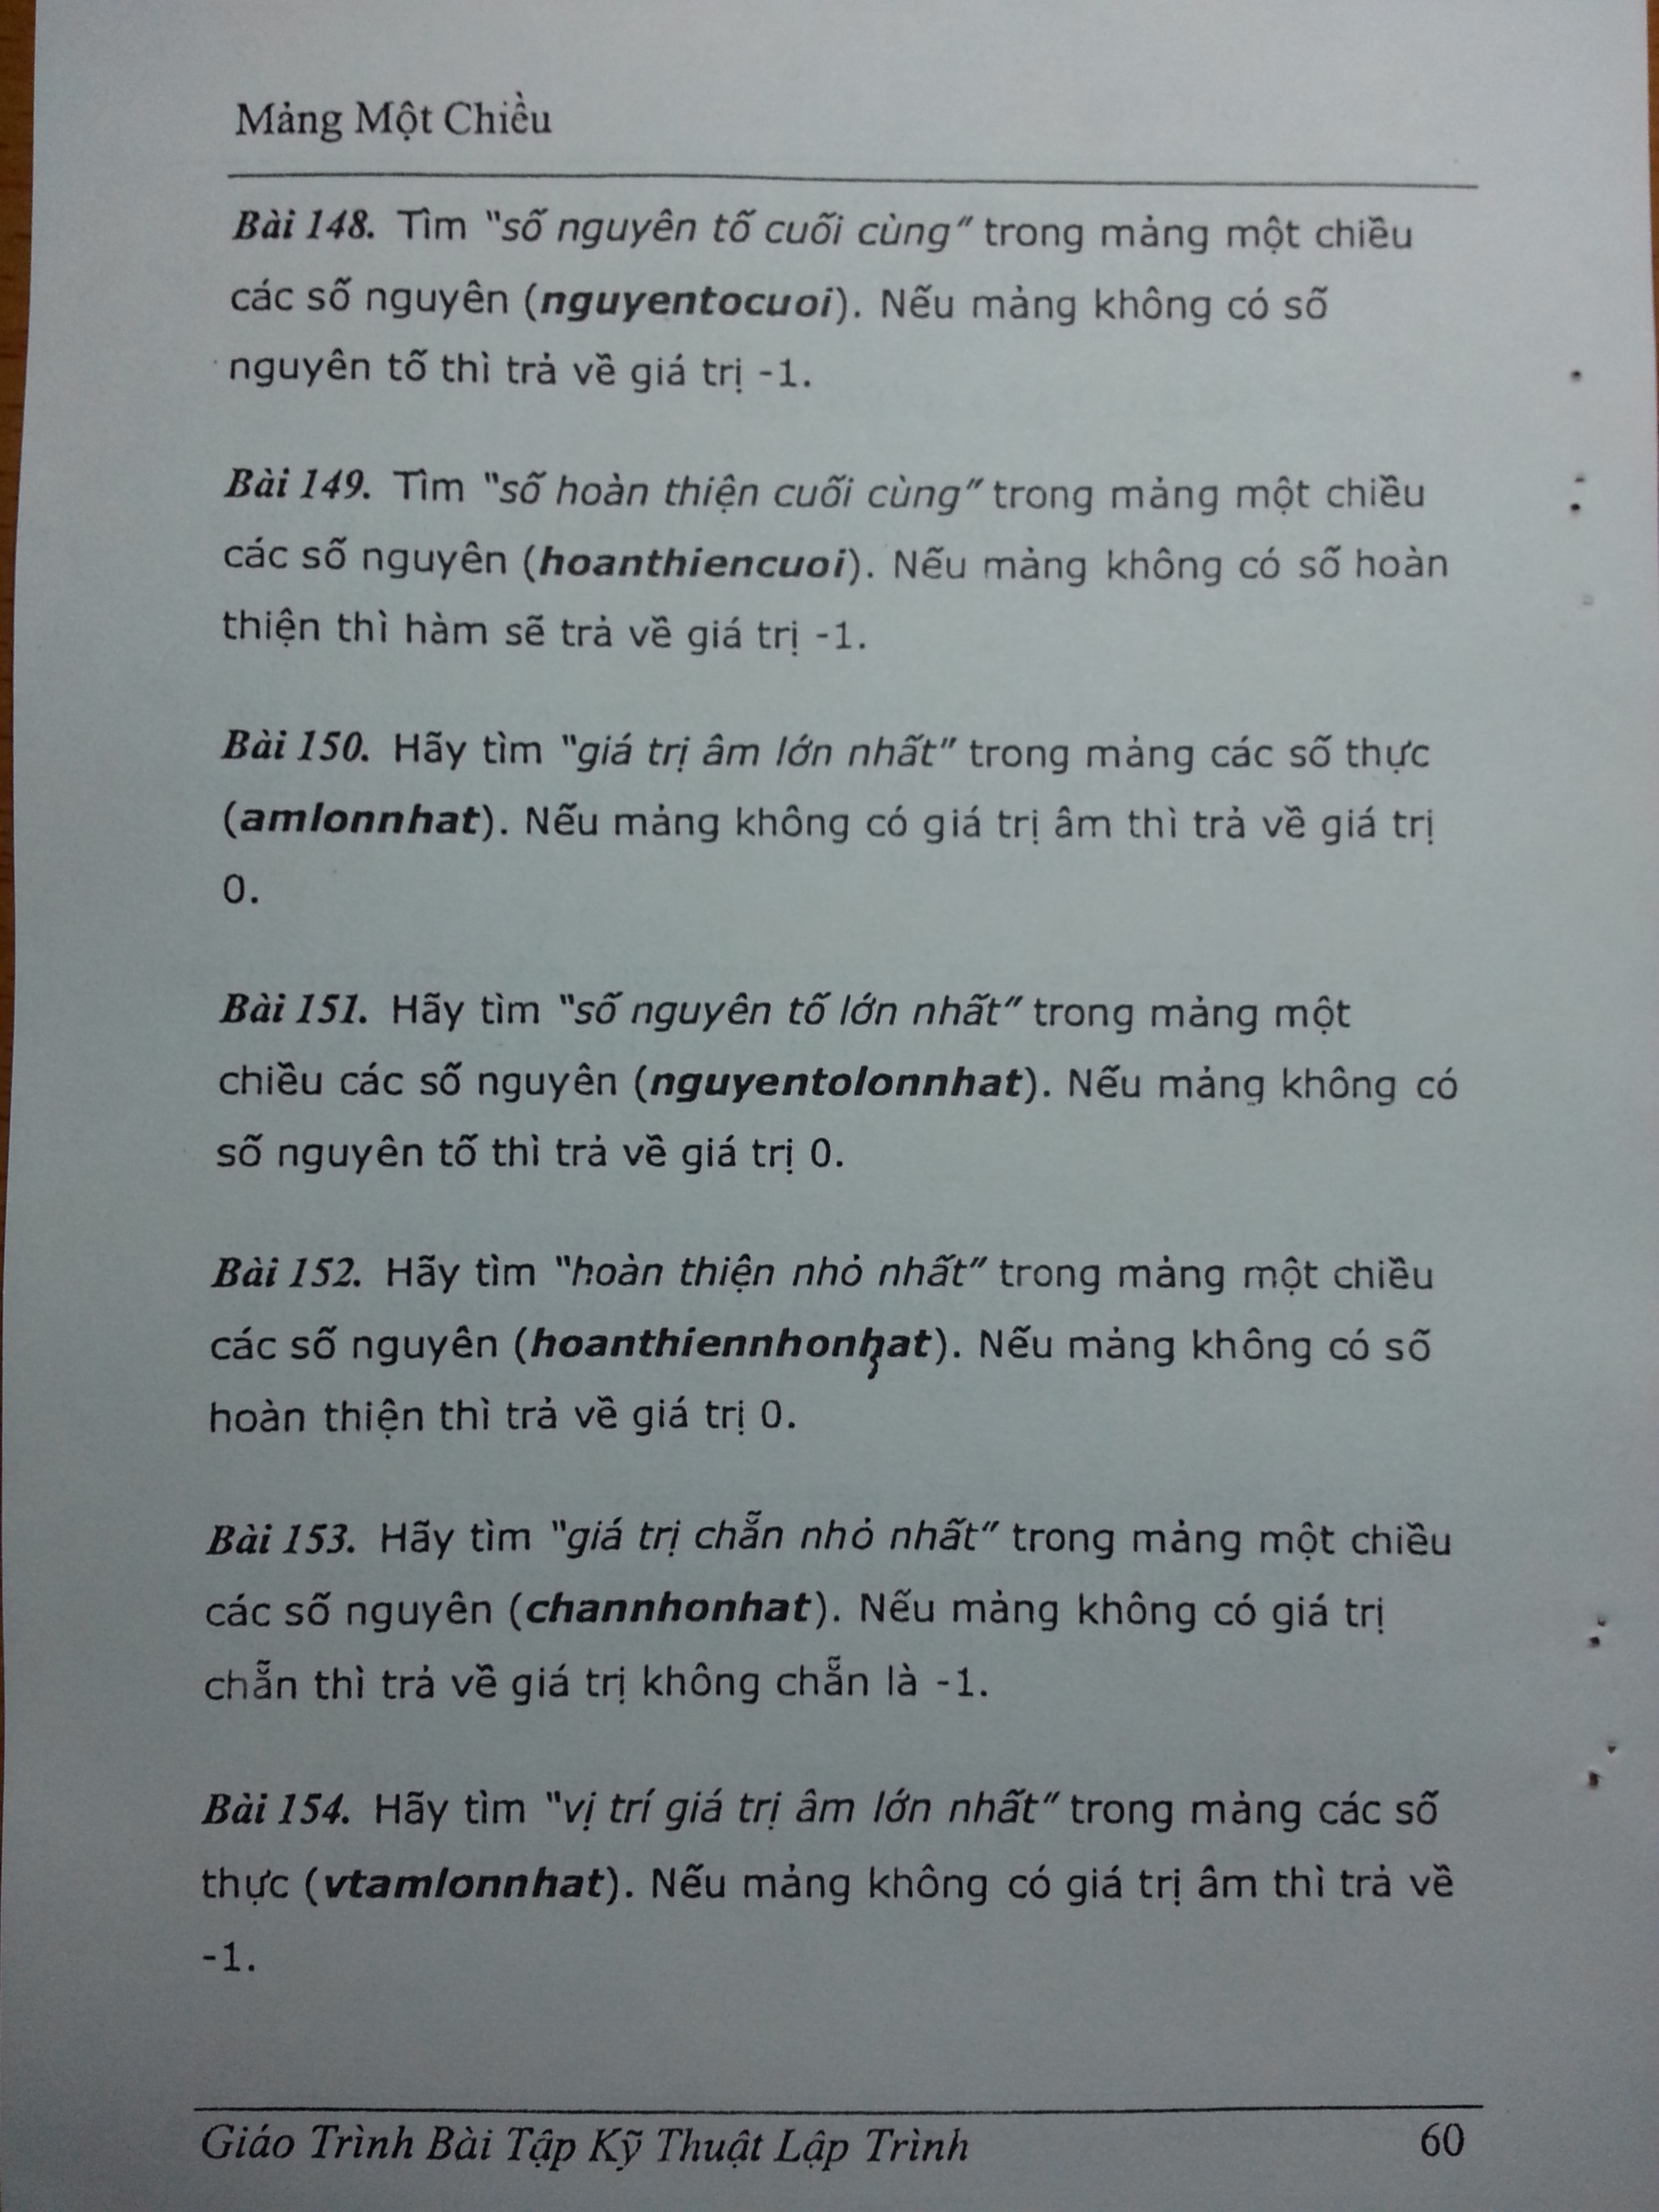 Mảng Một Chiều
Bài 148. Tìm "số nguyên tố cuối cùng" trong mảng một chiều
các số nguyên (nguyentocuoi). Nếu mảng không có số
nguyên tố thì trả về giá trị -1.
Bài 149. Tìm "số hoàn thiện cuối cùng" trong mảng một chiều
các số nguyên (hoanthiencuoi). Nếu mảng không có số hoàn
thiện thì hàm sẽ trả về giá trị -1.
Bài 150. Hãy tìm "giá trị âm lớn nhất" trong mảng các số thực
(amlonnhat). Nếu mảng không có giá trị âm thì trả về giá trị
0.
Bài 151. Hãy tìm "số nguyên tố lớn nhất" trong mảng một
chiều các số nguyên (nguyentolonnhat). Nếu mảng không có
số nguyên tố thì trả về giá trị 0.
Bài 152. Hãy tìm "hoàn thiện nhỏ nhất" trong mảng một chiều
các số nguyên (hoanthiennhonhat). Nếu mảng không có số
hoàn thiện thì trả về giá trị 0.
Bài 153. Hãy tìm "giá trị chẵn nhỏ nhất" trong mảng một chiều
các số nguyên (channhonhat). Nếu mảng không có giá trị
chẵn thì trả về giá trị không chẵn là -1.
Bài 154. Hãy tìm "vị trí giá trị âm lớn nhất" trong mảng các số
thực (vtamlonnhat). Nếu mảng không có giá trị âm thì trả về
-1.
Giáo Trình Bài Tập Kỹ Thuật Lập Trình 60